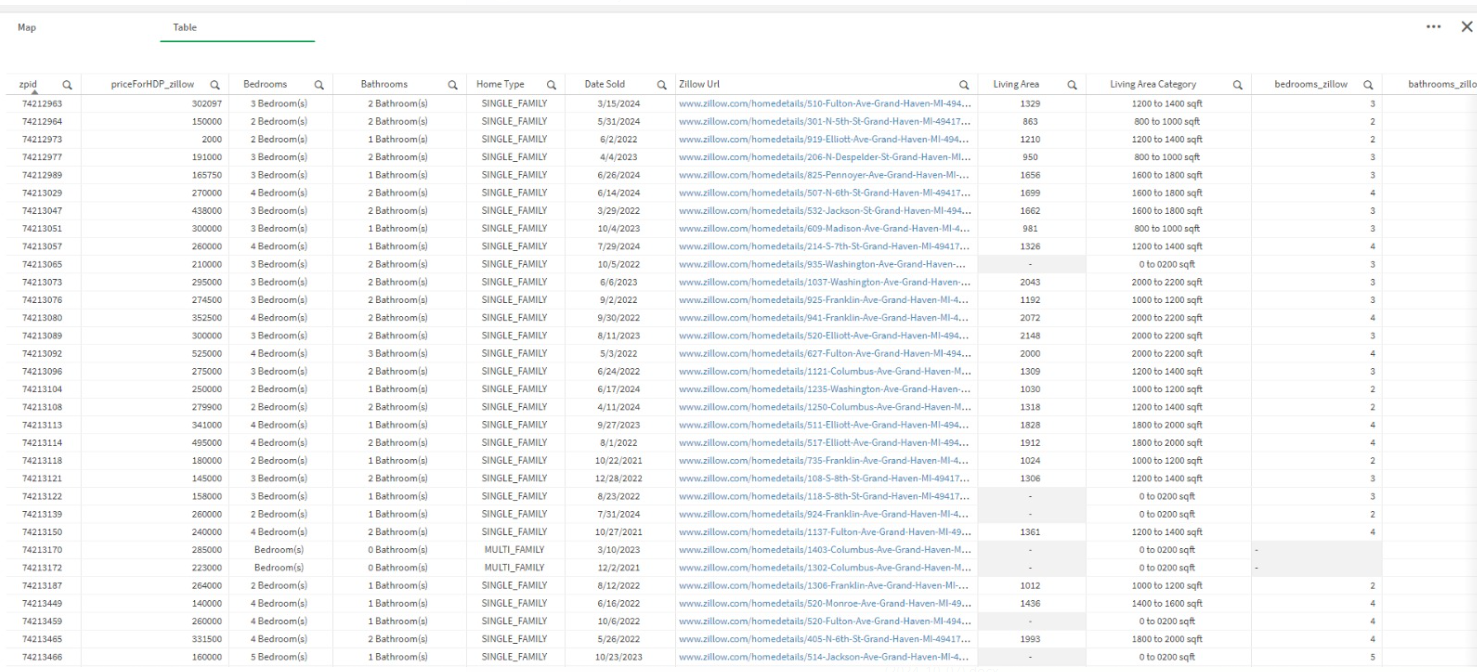 Map Table ...
zpid priceForHDP_zillow Bedrooms Bathrooms Home Type Date Sold Zillow Url Living Area Living Area Category bedrooms_zillow bathrooms_zillo
74212963 302097 3 Bedroom(s) 2 Bathroom(s) SINGLE_FAMILY 3/15/2024 www.zillow.com/homedetails/510-Fulton-Ave-Grand-Haven-MI-494... 1329 1200 to 1400 sqft 3
74212964 150000 2 Bedroom(s) 2 Bathroom(s) SINGLE_FAMILY 5/31/2024 www.zillow.com/homedetails/301-N-5th-St-Grand-Haven-MI-49417... 863 800 to 1000 sqft 2
74212973 2000 2 Bedroom(s) 1 Bathroom(s) SINGLE_FAMILY 6/2/2022 www.zillow.com/homedetails/919-Elliott-Ave-Grand-Haven-MI-494... 1210 1200 to 1400 sqft 2
74212977 191000 3 Bedroom(s) 2 Bathroom(s) SINGLE_FAMILY 4/4/2023 www.zillow.com/homedetails/206-N-Despelder-St-Grand-Haven-MI... 950 800 to 1000 sqft 3
74212989 165750 3 Bedroom(s) 1 Bathroom(s) SINGLE_FAMILY 6/26/2024 www.zillow.com/homedetails/825-Pennoyer-Ave-Grand-Haven-MI-... 1656 1600 to 1800 sqft 3
74213029 270000 4 Bedroom(s) 2 Bathroom(s) SINGLE_FAMILY 6/14/2024 www.zillow.com/homedetails/507-N-6th-St-Grand-Haven-MI-49417... 1699 1600 to 1800 sqft 4
74213047 438000 3 Bedroom(s) 2 Bathroom(s) SINGLE_FAMILY 3/29/2022 www.zillow.com/homedetails/532-Jackson-St-Grand-Haven-MI-494... 1662 1600 to 1800 sqft 3
74213051 300000 3 Bedroom(s) 1 Bathroom(s) SINGLE_FAMILY 10/4/2023 www.zillow.com/homedetails/609-Madison-Ave-Grand-Haven-MI-4... 981 800 to 1000 sqft 3
74213057 260000 4 Bedroom(s) 1 Bathroom(s) SINGLE_FAMILY 7/29/2024 www.zillow.com/homedetails/214-S-7th-St-Grand-Haven-MI-49417... 1326 1200 to 1400 sqft 4
74213065 210000 3 Bedroom(s) 2 Bathroom(s) SINGLE_FAMILY 10/5/2022 www.zillow.com/homedetails/935-Washington-Ave-Grand-Haven-... - 0 to 0200 sqft 3
74213073 295000 3 Bedroom(s) 2 Bathroom(s) SINGLE_FAMILY 6/6/2023 www.zillow.com/homedetails/1037-Washington-Ave-Grand-Haven-... 2043 2000 to 2200 sqft 3
74213076 274500 3 Bedroom(s) 2 Bathroom(s) SINGLE_FAMILY 9/2/2022 www.zillow.com/homedetails/925-Franklin-Ave-Grand-Haven-MI-4... 1192 1000 to 1200 sqft 3
74213080 352500 4 Bedroom(s) 2 Bathroom(s) SINGLE_FAMILY 9/30/2022 www.zillow.com/homedetails/941-Franklin-Ave-Grand-Haven-MI-4... 2072 2000 to 2200 sqft 4
74213089 300000 3 Bedroom(s) 2 Bathroom(s) SINGLE_FAMILY 8/11/2023 www.zillow.com/homedetails/520-Elliott-Ave-Grand-Haven-MI-494... 2148 2000 to 2200 sqft 3
74213092 525000 4 Bedroom(s) 3 Bathroom(s) SINGLE_FAMILY 5/3/2022 www.zillow.com/homedetails/627-Fulton-Ave-Grand-Haven-MI-494... 2000 2000 to 2200 sqft 4
74213096 275000 3 Bedroom(s) 2 Bathroom(s) SINGLE_FAMILY 6/24/2022 www.zillow.com/homedetails/1121-Columbus-Ave-Grand-Haven-M... 1309 1200 to 1400 sqft 3
74213104 250000 2 Bedroom(s) 1 Bathroom(s) SINGLE_FAMILY 6/17/2024 www.zillow.com/homedetails/1235-Washington-Ave-Grand-Haven-... 1030 1000 to 1200 sqft 2
74213108 279900 2 Bedroom(s) 2 Bathroom(s) SINGLE_FAMILY 4/11/2024 www.zillow.com/homedetails/1250-Columbus-Ave-Grand-Haven-M... 1318 1200 to 1400 sqft 2
74213113 341000 4 Bedroom(s) 1 Bathroom(s) SINGLE_FAMILY 9/27/2023 www.zillow.com/homedetails/511-Elliott-Ave-Grand-Haven-MI-494... 1828 1800 to 2000 sqft 4
74213114 495000 4 Bedroom(s) 2 Bathroom(s) SINGLE_FAMILY 8/1/2022 www.zillow.com/homedetails/517-Elliott-Ave-Grand-Haven-MI-494... 1912 1800 to 2000 sqft 4
74213118 180000 2 Bedroom(s) 1 Bathroom(s) SINGLE_FAMILY 10/22/2021 www.zillow.com/homedetails/735-Franklin-Ave-Grand-Haven-MI-4... 1024 1000 to 1200 sqft 2
74213121 145000 3 Bedroom(s) 2 Bathroom(s) SINGLE_FAMILY 12/28/2022 www.zillow.com/homedetails/108-S-8th-St-Grand-Haven-MI-49417... 1306 1200 to 1400 sqft 3
74213122 158000 3 Bedroom(s) 1 Bathroom(s) SINGLE_FAMILY 8/23/2022 www.zillow.com/homedetails/118-S-8th-St-Grand-Haven-MI-49417... - 0 to 0200 sqft 3
74213139 260000 2 Bedroom(s) 1 Bathroom(s) SINGLE_FAMILY 7/31/2024 www.zillow.com/homedetails/924-Franklin-Ave-Grand-Haven-MI-4... - 0 to 0200 sqft 2
74213150 240000 4 Bedroom(s) 2 Bathroom(s) SINGLE_FAMILY 10/27/2021 www.zillow.com/homedetails/1137-Fulton-Ave-Grand-Haven-MI-49... 1361 1200 to 1400 sqft 4
74213170 285000 Bedroom(s) 0 Bathroom(s) MULTI_FAMILY 3/10/2023 www.zillow.com/homedetails/1403-Columbus-Ave-Grand-Haven-M... - 0 to 0200 sqft -
74213172 223000 Bedroom(s) 0 Bathroom(s) MULTI_FAMILY 12/2/2021 www.zillow.com/homedetails/1302-Columbus-Ave-Grand-Haven-M... - 0 to 0200 sqft -
74213187 264000 2 Bedroom(s) 1 Bathroom(s) SINGLE_FAMILY 8/12/2022 www.zillow.com/homedetails/1306-Franklin-Ave-Grand-Haven-MI-... 1012 1000 to 1200 sqft 2
74213449 140000 4 Bedroom(s) 1 Bathroom(s) SINGLE_FAMILY 6/16/2022 www.zillow.com/homedetails/520-Monroe-Ave-Grand-Haven-MI-49... 1436 1400 to 1600 sqft 4
74213459 260000 4 Bedroom(s) 1 Bathroom(s) SINGLE_FAMILY 10/6/2022 www.zillow.com/homedetails/520-Fulton-Ave-Grand-Haven-MI-494... - 0 to 0200 sqft 4
74213465 331500 4 Bedroom(s) 2 Bathroom(s) SINGLE_FAMILY 5/26/2022 www.zillow.com/homedetails/405-N-6th-St-Grand-Haven-MI-49417... 1993 1800 to 2000 sqft 4
74213466 160000 5 Bedroom(s) 1 Bathroom(s) SINGLE_FAMILY 10/23/2023 www.zillow.com/homedetails/514-Jackson-Ave-Grand-Haven-MI-4... - 0 to 0200 sqft 5